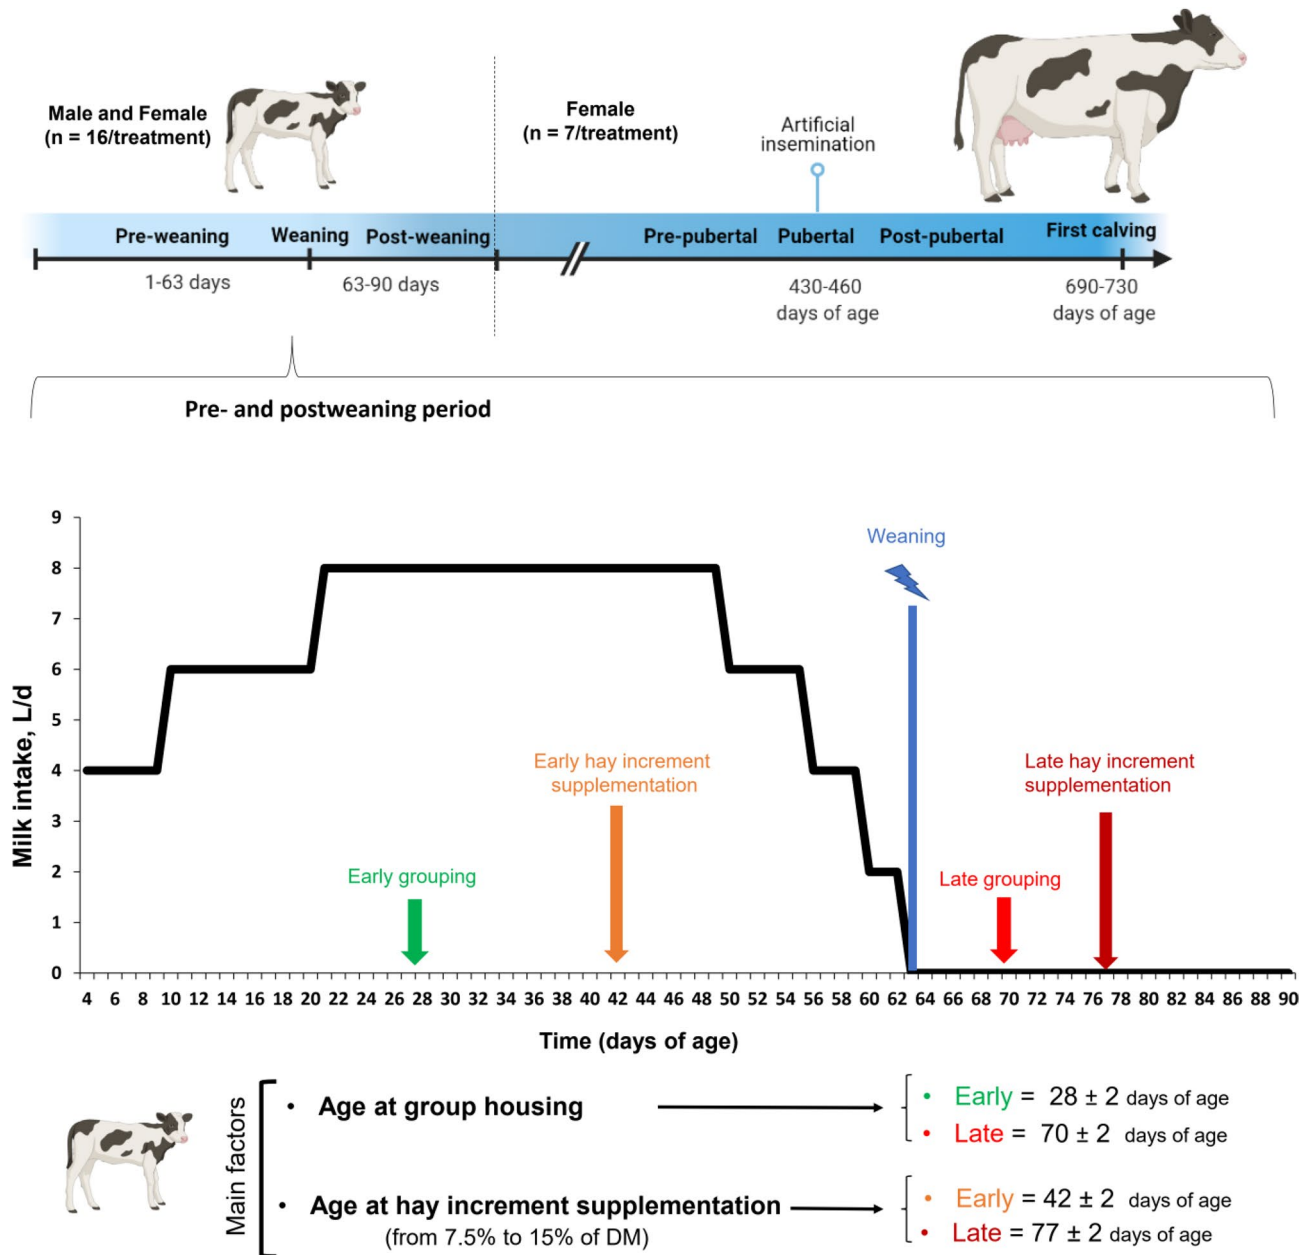 Male and Female
(n = 16/treatment)
Female
(n = 7/treatment)
Artificial
insemination
Pre-weaning
Weaning
Post-weaning
Pre-pubertal
Pubertal
Post-pubertal
First calving
1-63 days
63-90 days
430-460
days of age
690-730
days of age
Pre- and postweaning period
Milk intake, L/d
9
8
7
6
5
4
3
2
1
0
Weaning
Early hay increment
supplementation
Late hay increment
supplementation
Early grouping
Late grouping
4 6 8 10 12 14 16 18 20 22 24 26 28 30 32 34 36 38 40 42 44 46 48 50 52 54 56 58 60 62 64 66 68 70 72 74 76 78 80 82 84 86 88 90
Time (days of age)
Main factors
• Age at group housing
• Early = 28 ± 2 days of age
• Late = 70 ± 2 days of age
• Age at hay increment supplementation
(from 7.5% to 15% of DM)
• Early = 42 ± 2 days of age
• Late = 77 ± 2 days of age